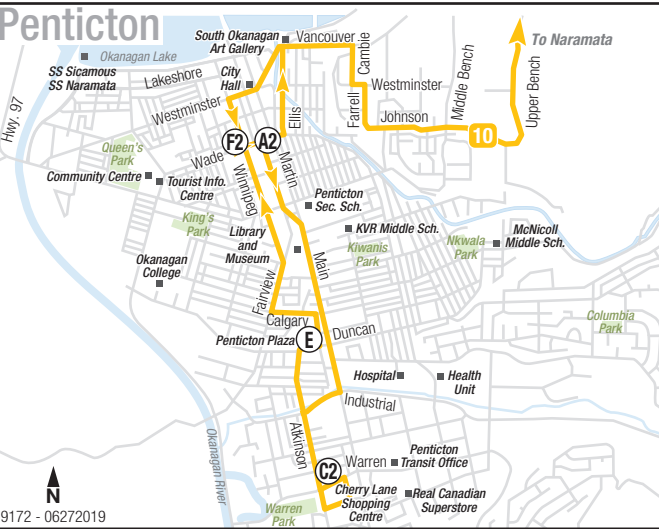 Penticton
South Okanagan
Art Gallery
Vancouver
To Naramata
Okanagan Lake
SS Sicamous
SS Naramata
Lakeshore
City
Hall
Cambie
Westminster
Middle Bench
Upper Bench
Hwy. 97
Westminster
Ellis
Farrell
Johnson
10
Queen's
Park
Wade
F2
A2
Community Centre
Tourist Info.
Centre
Winnipeg
Martin
Penticton
Sec. Sch.
King's
Park
Library
and
Museum
KVR Middle Sch.
Kiwanis
Park
Nkwala
Park
McNicoll
Middle Sch.
Okanagan
College
Main
Fairview
Columbia
Park
Calgary
Duncan
Penticton Plaza
E
Hospital
Health
Unit
Industrial
Okanagan River
Atkinson
C2
Warren
Penticton
Transit Office
Cherry Lane
Shopping
Centre
Real Canadian
Superstore
Warren
Park
N
9172 - 06272019